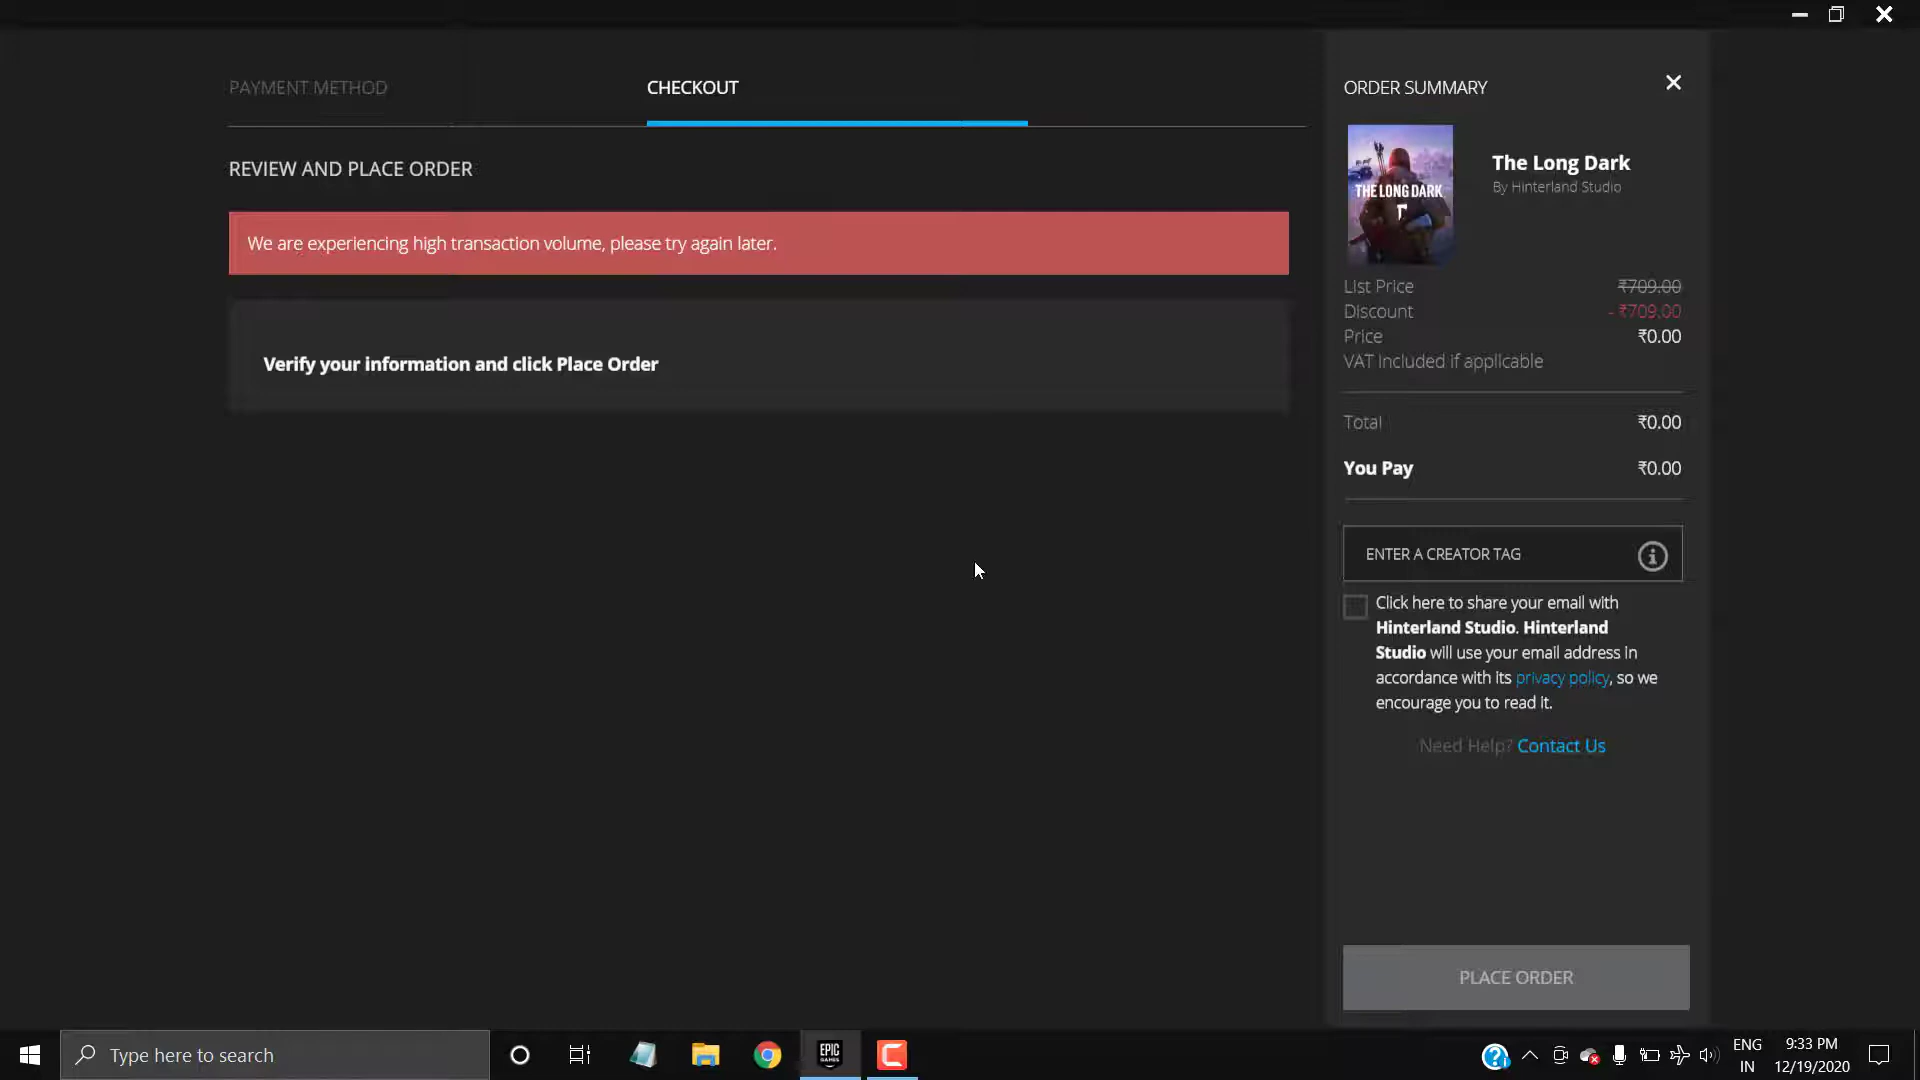 PAYMENT METHOD
CHECKOUT
REVIEW AND PLACE ORDER
We are experiencing high transaction volume, please try again later.
Verify your information and click Place Order
ORDER SUMMARY
THE LONG DARK
The Long Dark
By Hinterland Studio
List Price ₹709.00
Discount - ₹709.00
Price ₹0.00
VAT included if applicable
Total ₹0.00
You Pay ₹0.00
ENTER A CREATOR TAG
Click here to share your email with
Hinterland Studio. Hinterland
Studio will use your email address in
accordance with its privacy policy, so we
encourage you to read it.
Need Help? Contact Us
PLACE ORDER
Type here to search
EPIC
GAMES
ENG
IN
9:33 PM
12/19/2020